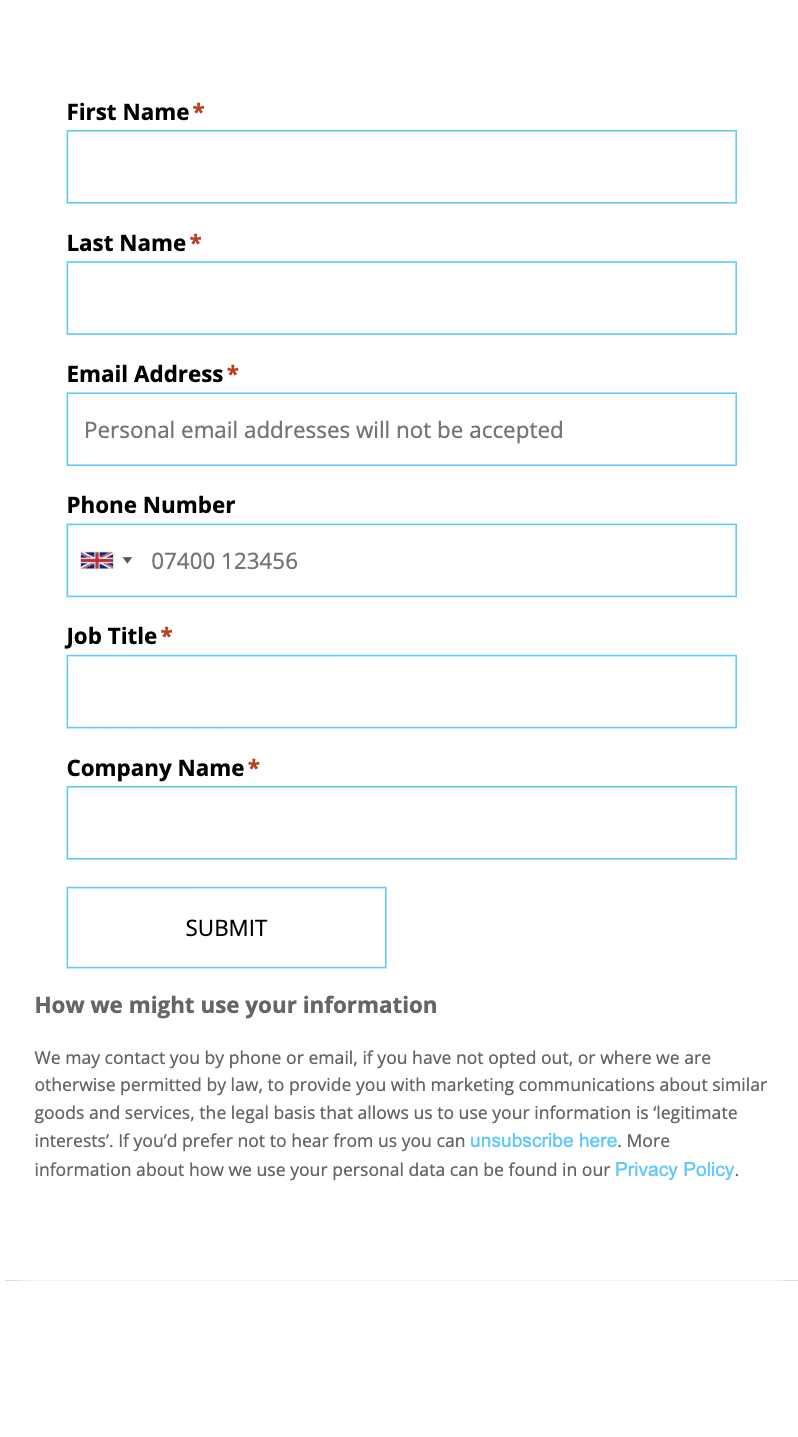 First Name*
Last Name*
Email Address*
Personal email addresses will not be accepted
Phone Number
07400 123456
Job Title*
Company Name*
SUBMIT
How we might use your information
We may contact you by phone or email, if you have not opted out, or where we are
otherwise permitted by law, to provide you with marketing communications about similar
goods and services, the legal basis that allows us to use your information is ‘legitimate
interests’. If you’d prefer not to hear from us you can unsubscribe here. More
information about how we use your personal data can be found in our Privacy Policy.